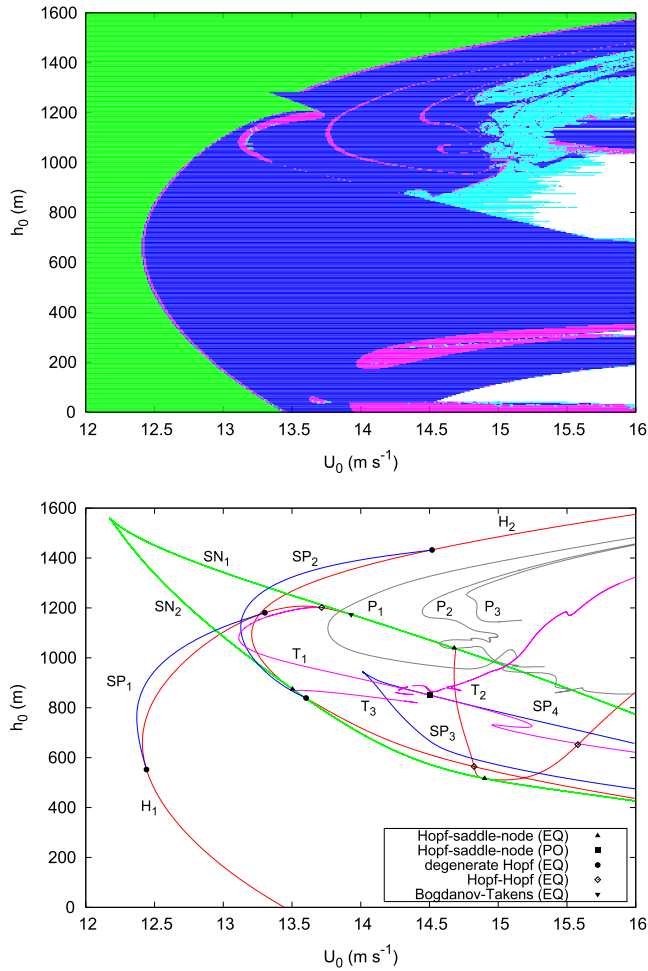 1600
1400
1200
1000
800
600
400
200
0
h0 (m)
12 12.5 13 13.5 14 14.5 15 15.5 16
U0 (m s-1)
1600
1400
1200
1000
800
600
400
200
0
h0 (m)
H2
SN1
SP2
SN2
P1
P2
P3
T1
SP1
T2
T3
SP4
SP3
H1
Hopf-saddle-node (EQ)
Hopf-saddle-node (PO)
degenerate Hopf (EQ)
Hopf-Hopf (EQ)
Bogdanov-Takens (EQ)
12 12.5 13 13.5 14 14.5 15 15.5 16
U0 (m s-1)